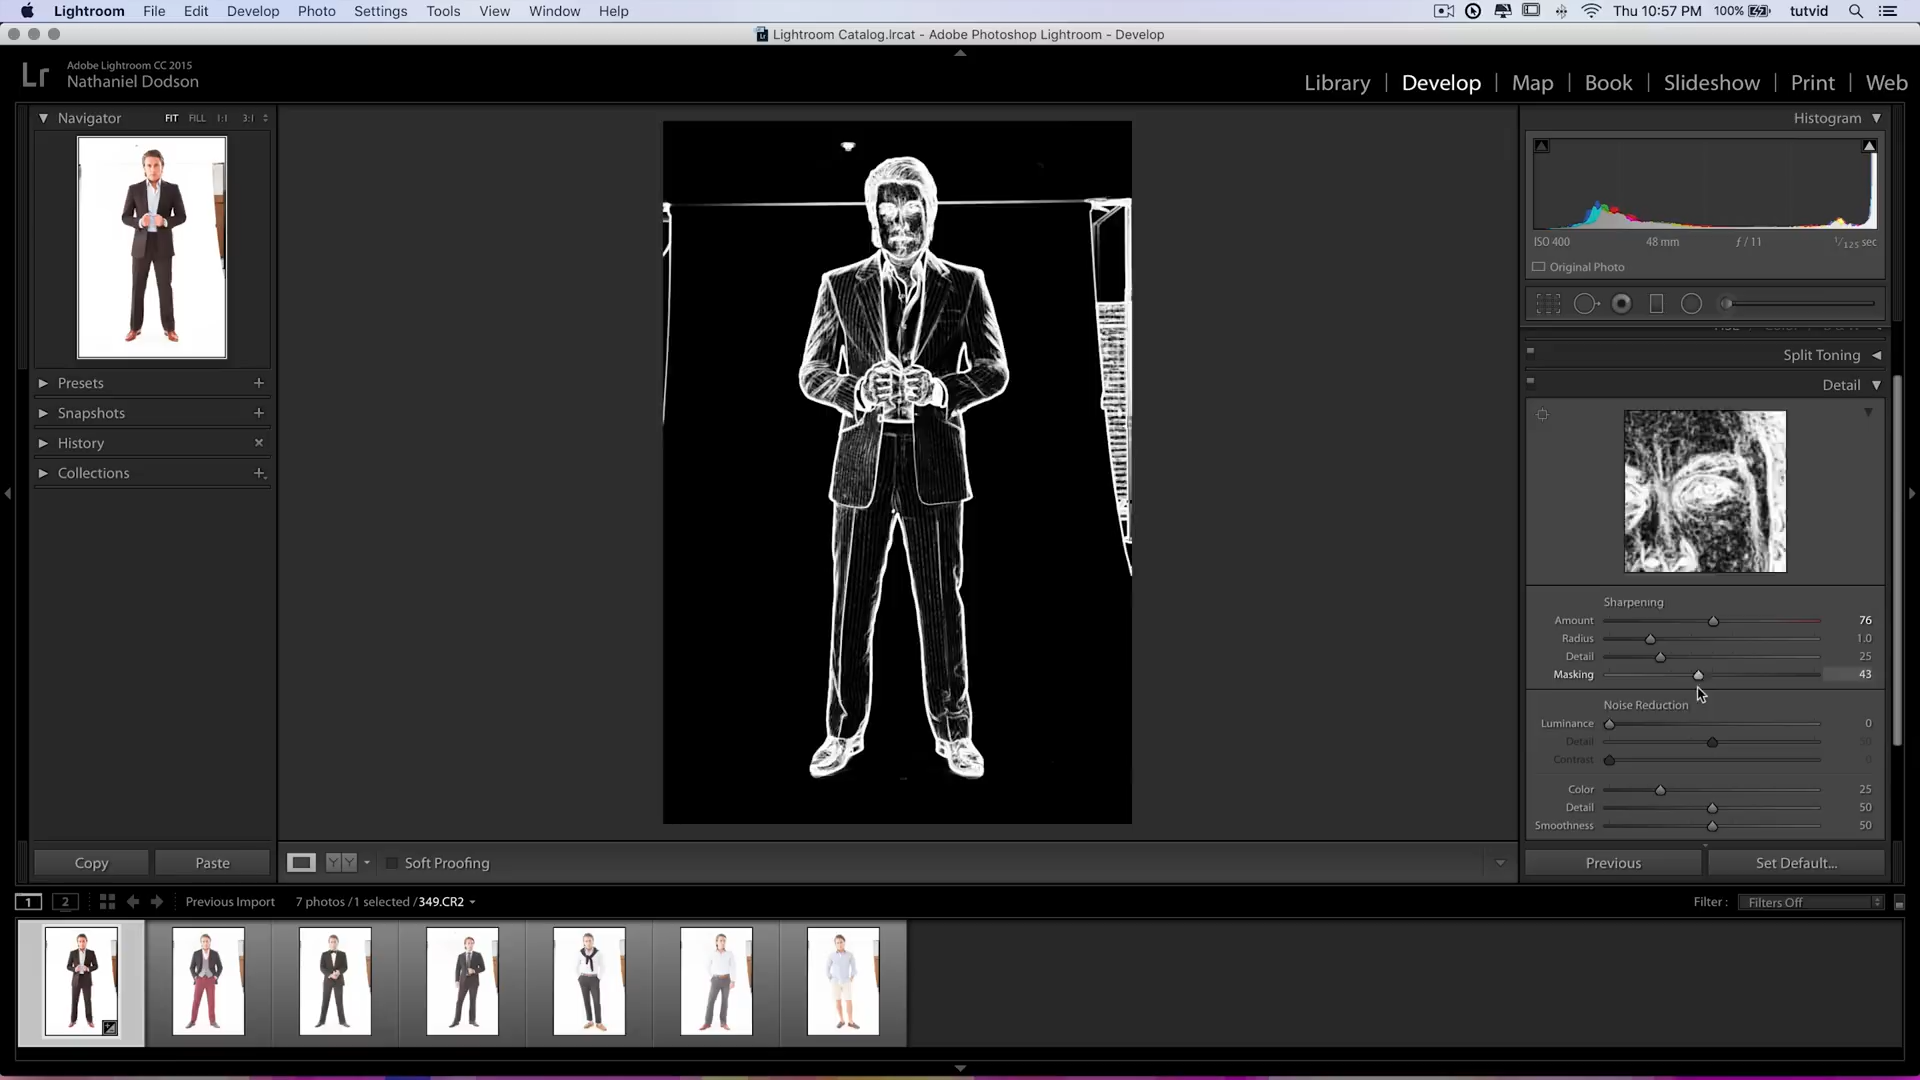 Lightroom File Edit Develop Photo Settings Tools View Window Help Thu 10:57 PM 100% tutvid
Lightroom Catalog.lrcat - Adobe Photoshop Lightroom - Develop
Lr Adobe Lightroom CC 2015
Nathaniel Dodson
Library | Develop | Map | Book | Slideshow | Print | Web
Navigator FIT FILL 1:1 3:1
Histogram
ISO 400 48 mm ƒ / 11 1/125 sec
Original Photo
Split Toning
Detail
Presets
Snapshots
History
Collections
Sharpening
Amount 76
Radius 1.0
Detail 25
Masking 43
Noise Reduction
Luminance 0
Detail 50
Contrast 0
Color 25
Detail 50
Smoothness 50
Copy Paste
YY Soft Proofing
Previous Set Default...
1 2 Previous Import 7 photos / 1 selected / 349.CR2
Filter : Filters Off